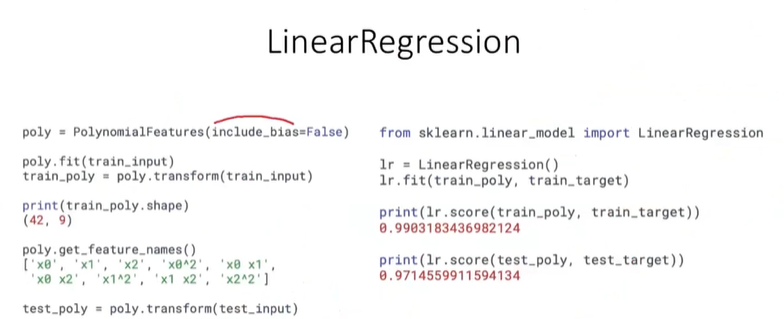 LinearRegression
poly = PolynomialFeatures(include_bias=False)
poly.fit(train_input)
train_poly = poly.transform(train_input)
print(train_poly.shape)
(42, 9)
poly.get_feature_names()
['x0', 'x1', 'x2', 'x0^2', 'x0 x1',
'x0 x2', 'x1^2', 'x1 x2', 'x2^2']
test_poly = poly.transform(test_input)
from sklearn.linear_model import LinearRegression
lr = LinearRegression()
lr.fit(train_poly, train_target)
print(lr.score(train_poly, train_target))
0.9903183436982124
print(lr.score(test_poly, test_target))
0.9714559911594134